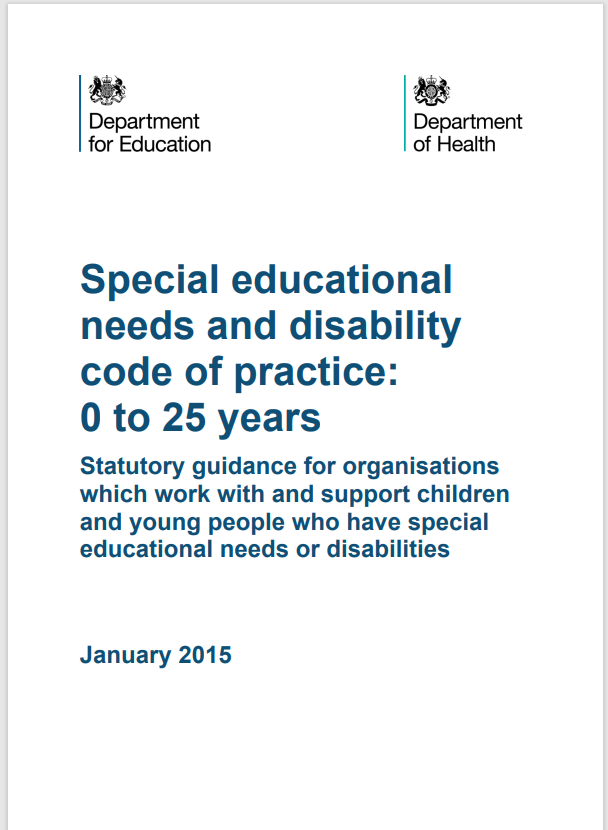 Department
for Education
Department
of Health
Special educational
needs and disability
code of practice:
0 to 25 years
Statutory guidance for organisations
which work with and support children
and young people who have special
educational needs or disabilities
January 2015